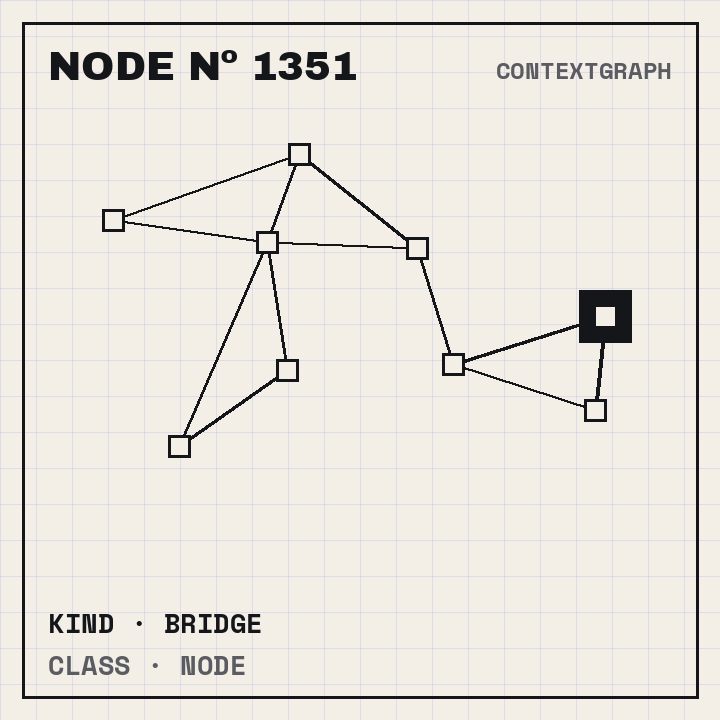 NODE Nº 1351
CONTEXTGRAPH
KIND · BRIDGE
CLASS · NODE